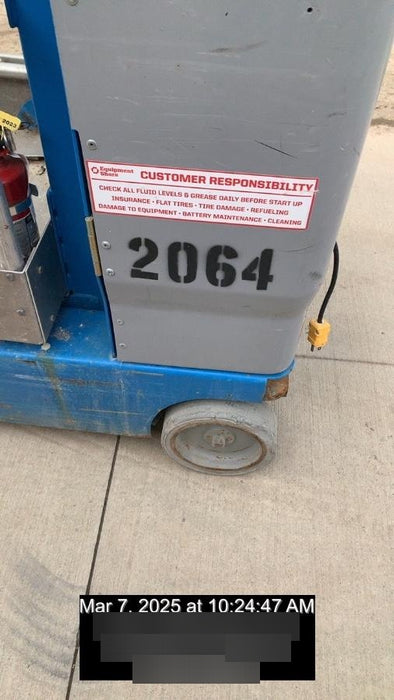 2023
Equipment
Share
CUSTOMER RESPONSIBILITY
CHECK ALL FLUID LEVELS & GREASE DAILY BEFORE START UP
INSURANCE • FLAT TIRES • TIRE DAMAGE • REFUELING
DAMAGE TO EQUIPMENT • BATTERY MAINTENANCE • CLEANING
2064
Mar 7, 2025 at 10:24:47 AM